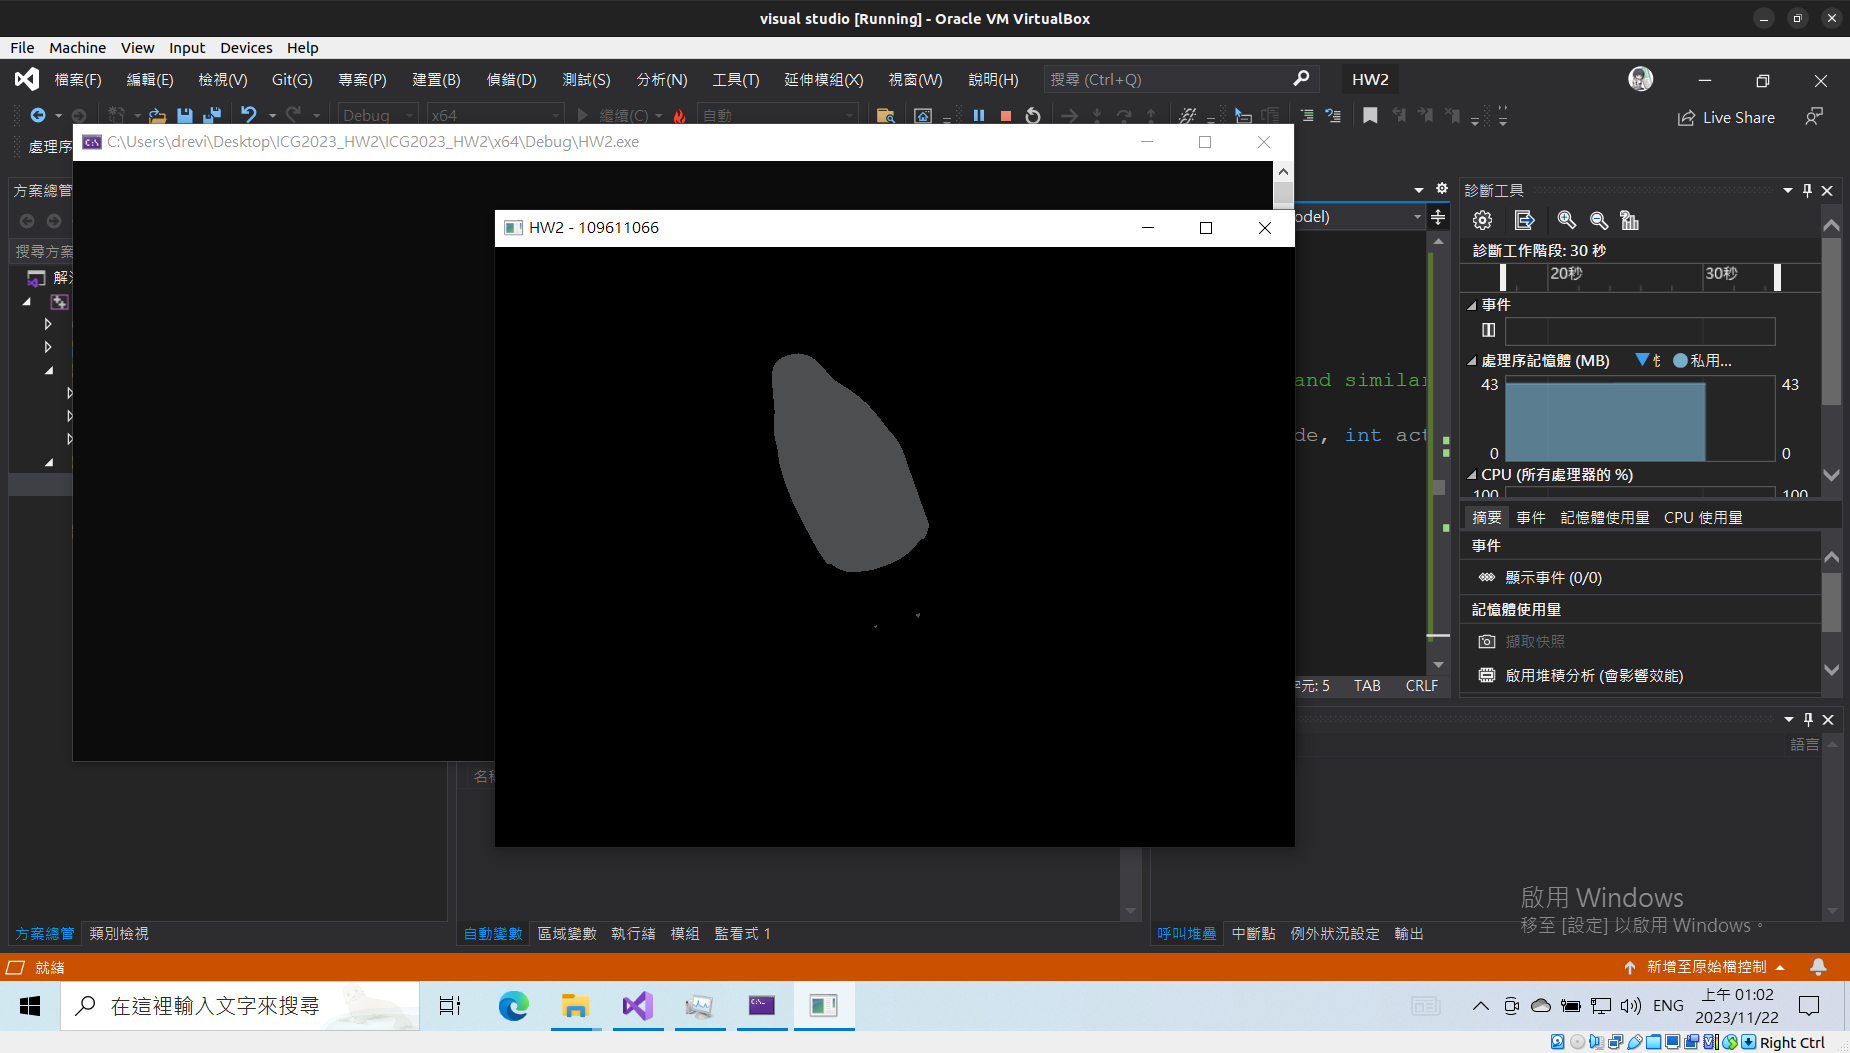 visual studio [Running] - Oracle VM VirtualBox
File Machine View Input Devices Help
檔案(F) 編輯(E) 檢視(V) Git(G) 專案(P) 建置(B) 偵錯(D) 測試(S) 分析(N) 工具(T) 延伸模組(X) 視窗(W) 說明(H) 搜尋 (Ctrl+Q) HW2
Debug x64 繼續(C) 自動 Live Share
處理序
C:\Users\drevi\Desktop\ICG2023_HW2\ICG2023_HW2\x64\Debug\HW2.exe
方案總管
搜尋方案
HW2 - 109611066
odel)
and similar
de, int act
字元: 5 TAB CRLF
診斷工具
診斷工作階段: 30 秒
20秒 30秒
事件
處理序記憶體 (MB) 私用...
43 43
0 0
CPU (所有處理器的 %)
100 100
摘要 事件 記憶體使用量 CPU 使用量
事件
顯示事件 (0/0)
記憶體使用量
擷取快照
啟用堆積分析 (會影響效能)
語言
啟用 Windows
移至 [設定] 以啟用 Windows。
方案總管 類別檢視
自動變數 區域變數 執行緒 模組 監看式 1
呼叫堆疊 中斷點 例外狀況設定 輸出
就緒
新增至原始檔控制
在這裡輸入文字來搜尋
ENG
上午 01:02
2023/11/22
Right Ctrl